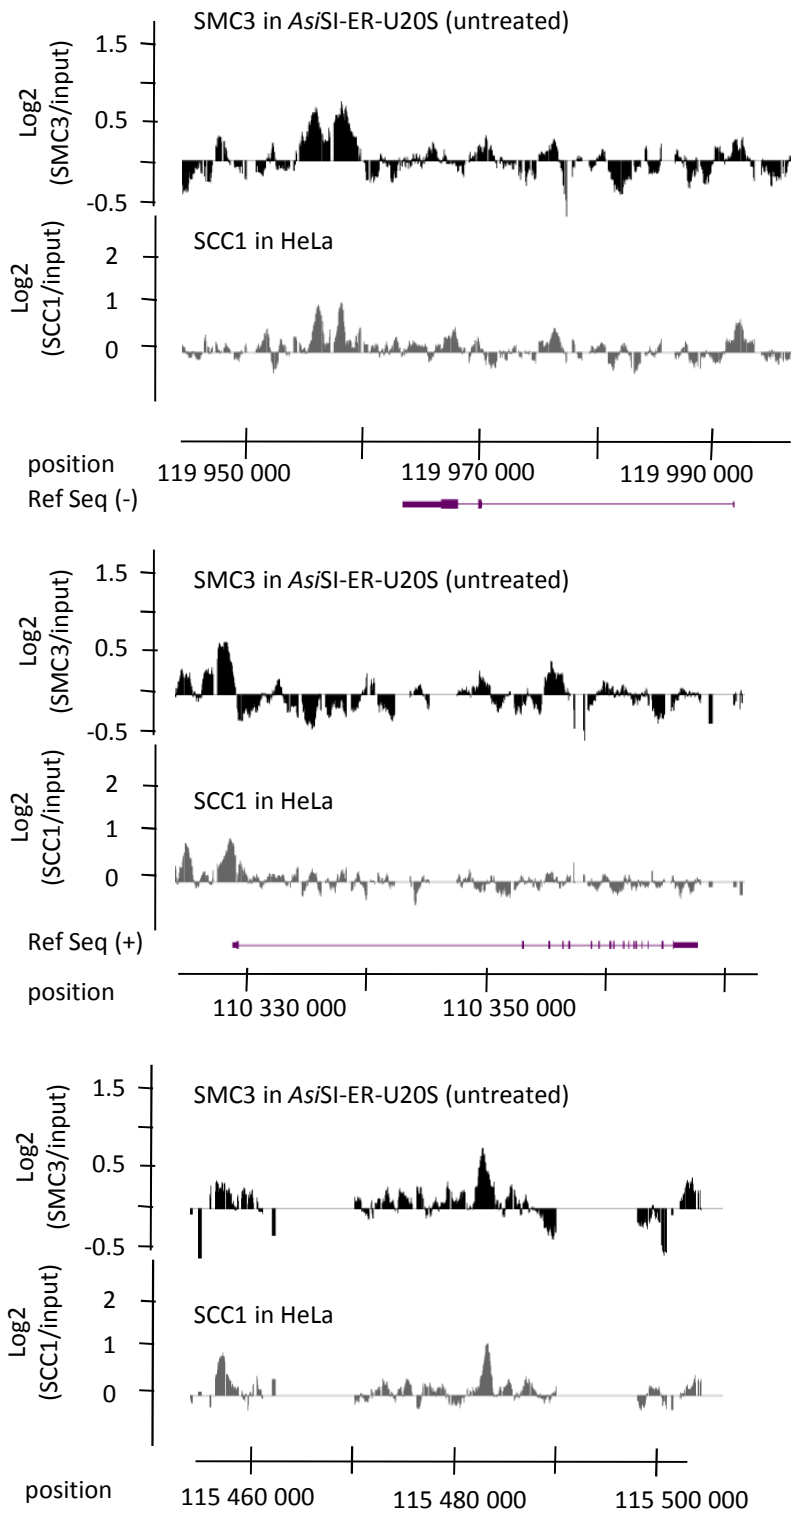 SMC3 in AsiSI-ER-U20S (untreated)
1.5
0.5
-0.5
Log2
(SMC3/input)
SCC1 in HeLa
2
1
0
Log2
(SCC1/input)
position
119 950 000 119 970 000 119 990 000
Ref Seq (-)
SMC3 in AsiSI-ER-U20S (untreated)
1.5
0.5
-0.5
Log2
(SMC3/input)
SCC1 in HeLa
2
1
0
Log2
(SCC1/input)
Ref Seq (+)
position
110 330 000 110 350 000
SMC3 in AsiSI-ER-U20S (untreated)
1.5
0.5
-0.5
Log2
(SMC3/input)
SCC1 in HeLa
2
1
0
Log2
(SCC1/input)
position
115 460 000 115 480 000 115 500 000